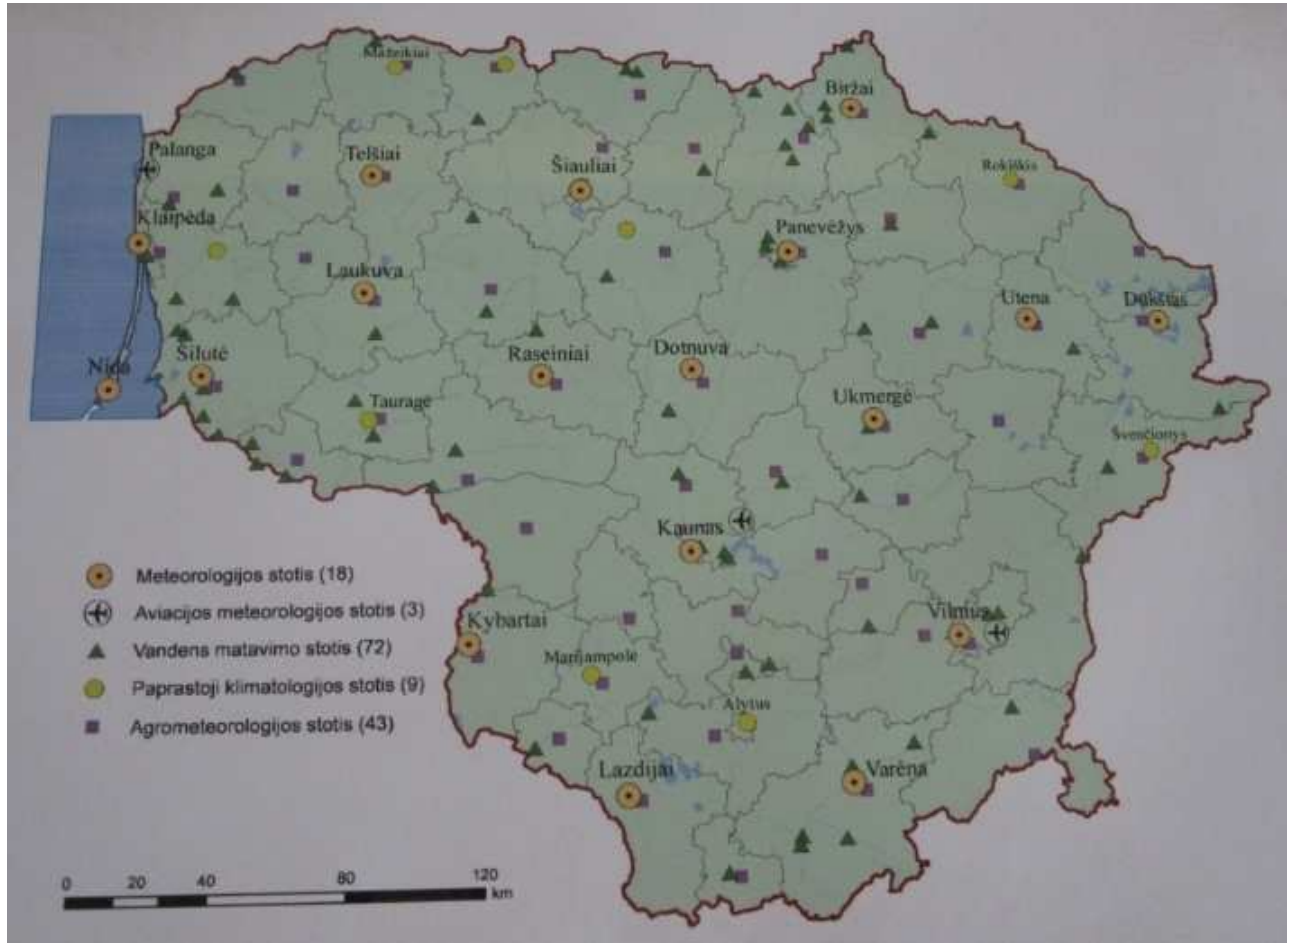 Mažeikiai
Biržai
Palanga
Telšiai
Šiauliai
Rokiškis
Klaipėda
Panevėžys
Laukuva
Utena
Dūkštas
Nida
Šilutė
Raseiniai
Dotnuva
Tauragė
Ukmergė
Švenčionys
Kaunas
Meteorologijos stotis (18)
Aviacijos meteorologijos stotis (3)
Vandens matavimo stotis (72)
Paprastoji klimatologijos stotis (9)
Agrometeorologijos stotis (43)
Kybartai
Vilnius
Marijampolė
Alytus
Lazdijai
Varėna
0 20 40 80 120
km